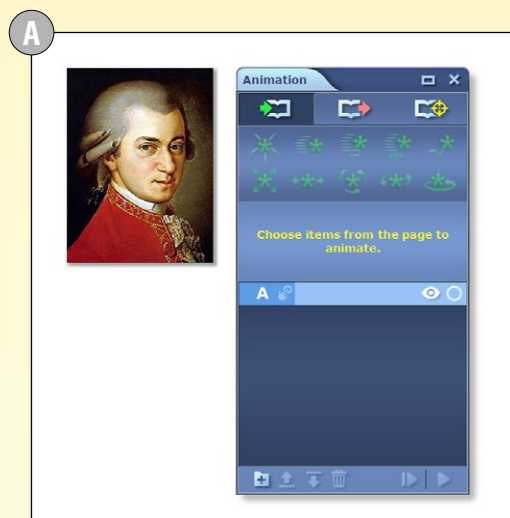 A
Animation
Choose items from the page to
animate.
A